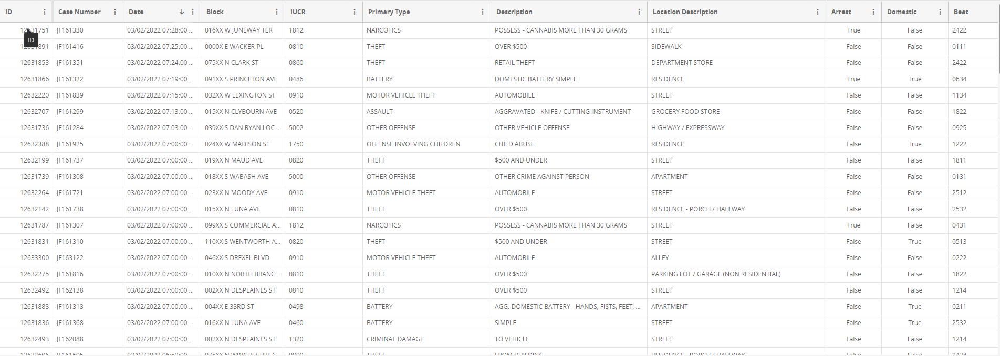 ID Case Number Date Block IUCR Primary Type Description Location Description Arrest Domestic Beat
12631751 JF161330 03/02/2022 07:28:00 ... 016XX W JUNEWAY TER 1812 NARCOTICS POSSESS - CANNABIS MORE THAN 30 GRAMS STREET True False 2422
ID
JF161416 03/02/2022 07:25:00 ... 0000X E WACKER PL 0810 THEFT OVER $500 SIDEWALK False False 0111
12631853 JF161351 03/02/2022 07:24:00 ... 075XX N CLARK ST 0860 THEFT RETAIL THEFT DEPARTMENT STORE False False 2422
12631866 JF161322 03/02/2022 07:19:00 ... 091XX S PRINCETON AVE 0486 BATTERY DOMESTIC BATTERY SIMPLE RESIDENCE True True 0634
12632220 JF161839 03/02/2022 07:15:00 ... 032XX W LEXINGTON ST 0910 MOTOR VEHICLE THEFT AUTOMOBILE STREET False False 1134
12632707 JF161299 03/02/2022 07:13:00 ... 015XX N CLYBOURN AVE 0520 ASSAULT AGGRAVATED - KNIFE / CUTTING INSTRUMENT GROCERY FOOD STORE False False 1822
12631736 JF161284 03/02/2022 07:03:00 ... 039XX S DAN RYAN LOC... 5002 OTHER OFFENSE OTHER VEHICLE OFFENSE HIGHWAY / EXPRESSWAY False False 0925
12632388 JF161925 03/02/2022 07:00:00 ... 024XX W MADISON ST 1750 OFFENSE INVOLVING CHILDREN CHILD ABUSE RESIDENCE False True 1222
12632199 JF161737 03/02/2022 07:00:00 ... 019XX N MAUD AVE 0820 THEFT $500 AND UNDER STREET False False 1811
12631739 JF161308 03/02/2022 07:00:00 ... 018XX S WABASH AVE 5000 OTHER OFFENSE OTHER CRIME AGAINST PERSON APARTMENT False False 0131
12632264 JF161721 03/02/2022 07:00:00 ... 023XX N MOODY AVE 0910 MOTOR VEHICLE THEFT AUTOMOBILE STREET False False 2512
12632142 JF161738 03/02/2022 07:00:00 ... 015XX N LUNA AVE 0810 THEFT OVER $500 RESIDENCE - PORCH / HALLWAY False False 2532
12631787 JF161307 03/02/2022 07:00:00 ... 099XX S COMMERCIAL A... 1812 NARCOTICS POSSESS - CANNABIS MORE THAN 30 GRAMS STREET True False 0431
12631831 JF161310 03/02/2022 07:00:00 ... 110XX S WENTWORTH A... 0820 THEFT $500 AND UNDER STREET False True 0513
12633300 JF163122 03/02/2022 07:00:00 ... 046XX S DREXEL BLVD 0910 MOTOR VEHICLE THEFT AUTOMOBILE ALLEY False False 0222
12632275 JF161816 03/02/2022 07:00:00 ... 010XX N NORTH BRANC... 0810 THEFT OVER $500 PARKING LOT / GARAGE (NON RESIDENTIAL) False False 1822
12632492 JF162138 03/02/2022 07:00:00 ... 002XX N DESPLAINES ST 0810 THEFT OVER $500 STREET False False 1214
12631883 JF161313 03/02/2022 07:00:00 ... 004XX E 33RD ST 0498 BATTERY AGG. DOMESTIC BATTERY - HANDS, FISTS, FEET, ... APARTMENT False True 0211
12631836 JF161368 03/02/2022 07:00:00 ... 016XX N LUNA AVE 0460 BATTERY SIMPLE STREET False True 2532
12632493 JF162088 03/02/2022 07:00:00 ... 002XX N DESPLAINES ST 1320 CRIMINAL DAMAGE TO VEHICLE STREET False False 1214
THEFT FROM BUILDING RESIDENCE - PORCH / HALLWAY False False